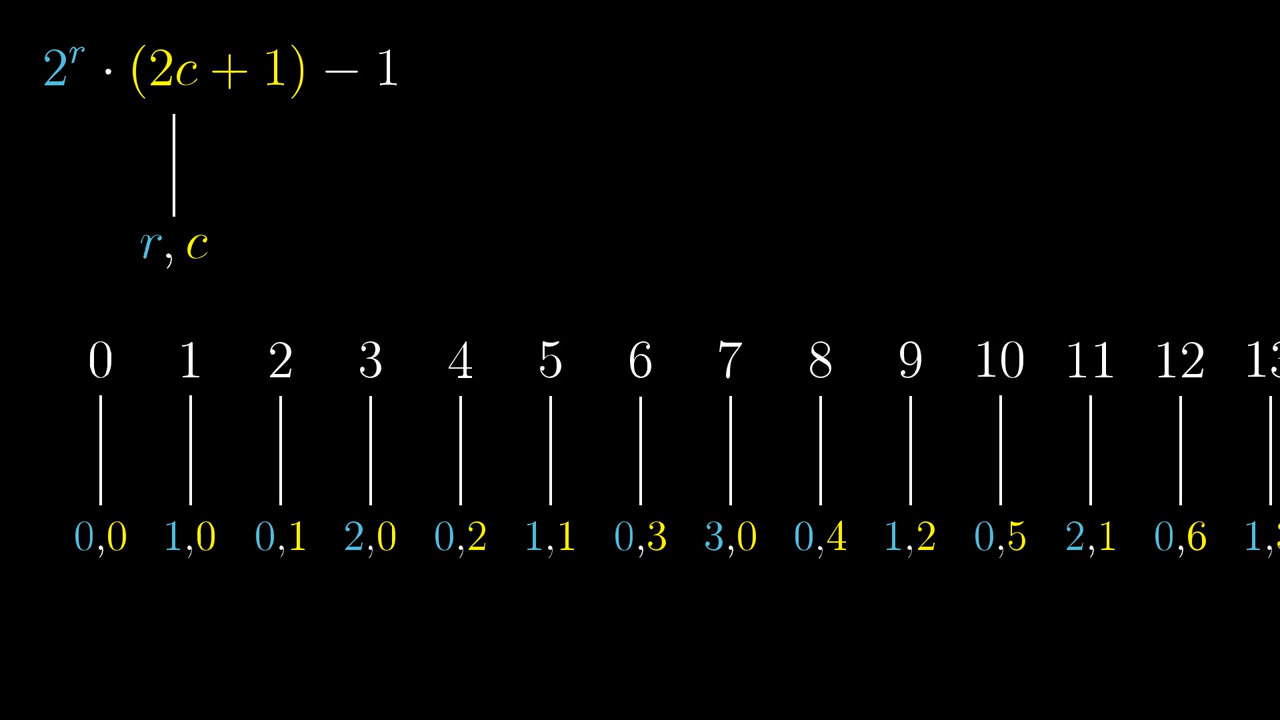 2^r · (2c + 1) − 1
r, c
0 1 2 3 4 5 6 7 8 9 10 11 12 13
0,0 1,0 0,1 2,0 0,2 1,1 0,3 3,0 0,4 1,2 0,5 2,1 0,6 1,